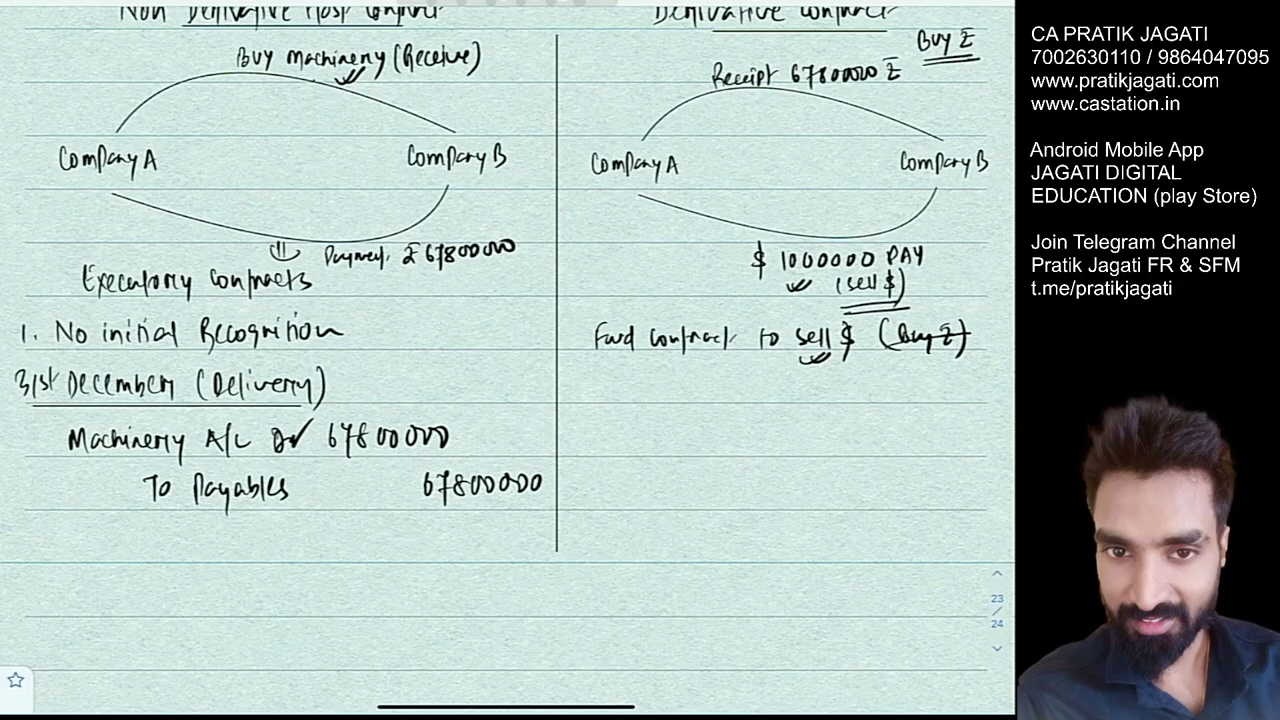 Non Derivative Host Contract
Buy Machinery (Receive)
Company A
Company B
Payment ₹ 67800000
Executory Contracts
1. No initial Recognition
31st December (Delivery)
Machinery A/c Dr 67800000
To Payables 67800000
Derivative Contract
Buy ₹
Receipt 67800000 ₹
Company A
Company B
$ 1000000 PAY
(Sell $)
Fwd Contract to sell $ (Buy ₹)
CA PRATIK JAGATI
7002630110 / 9864047095
www.pratikjagati.com
www.castation.in
Android Mobile App
JAGATI DIGITAL
EDUCATION (play Store)
Join Telegram Channel
Pratik Jagati FR & SFM
t.me/pratikjagati
23
/
24